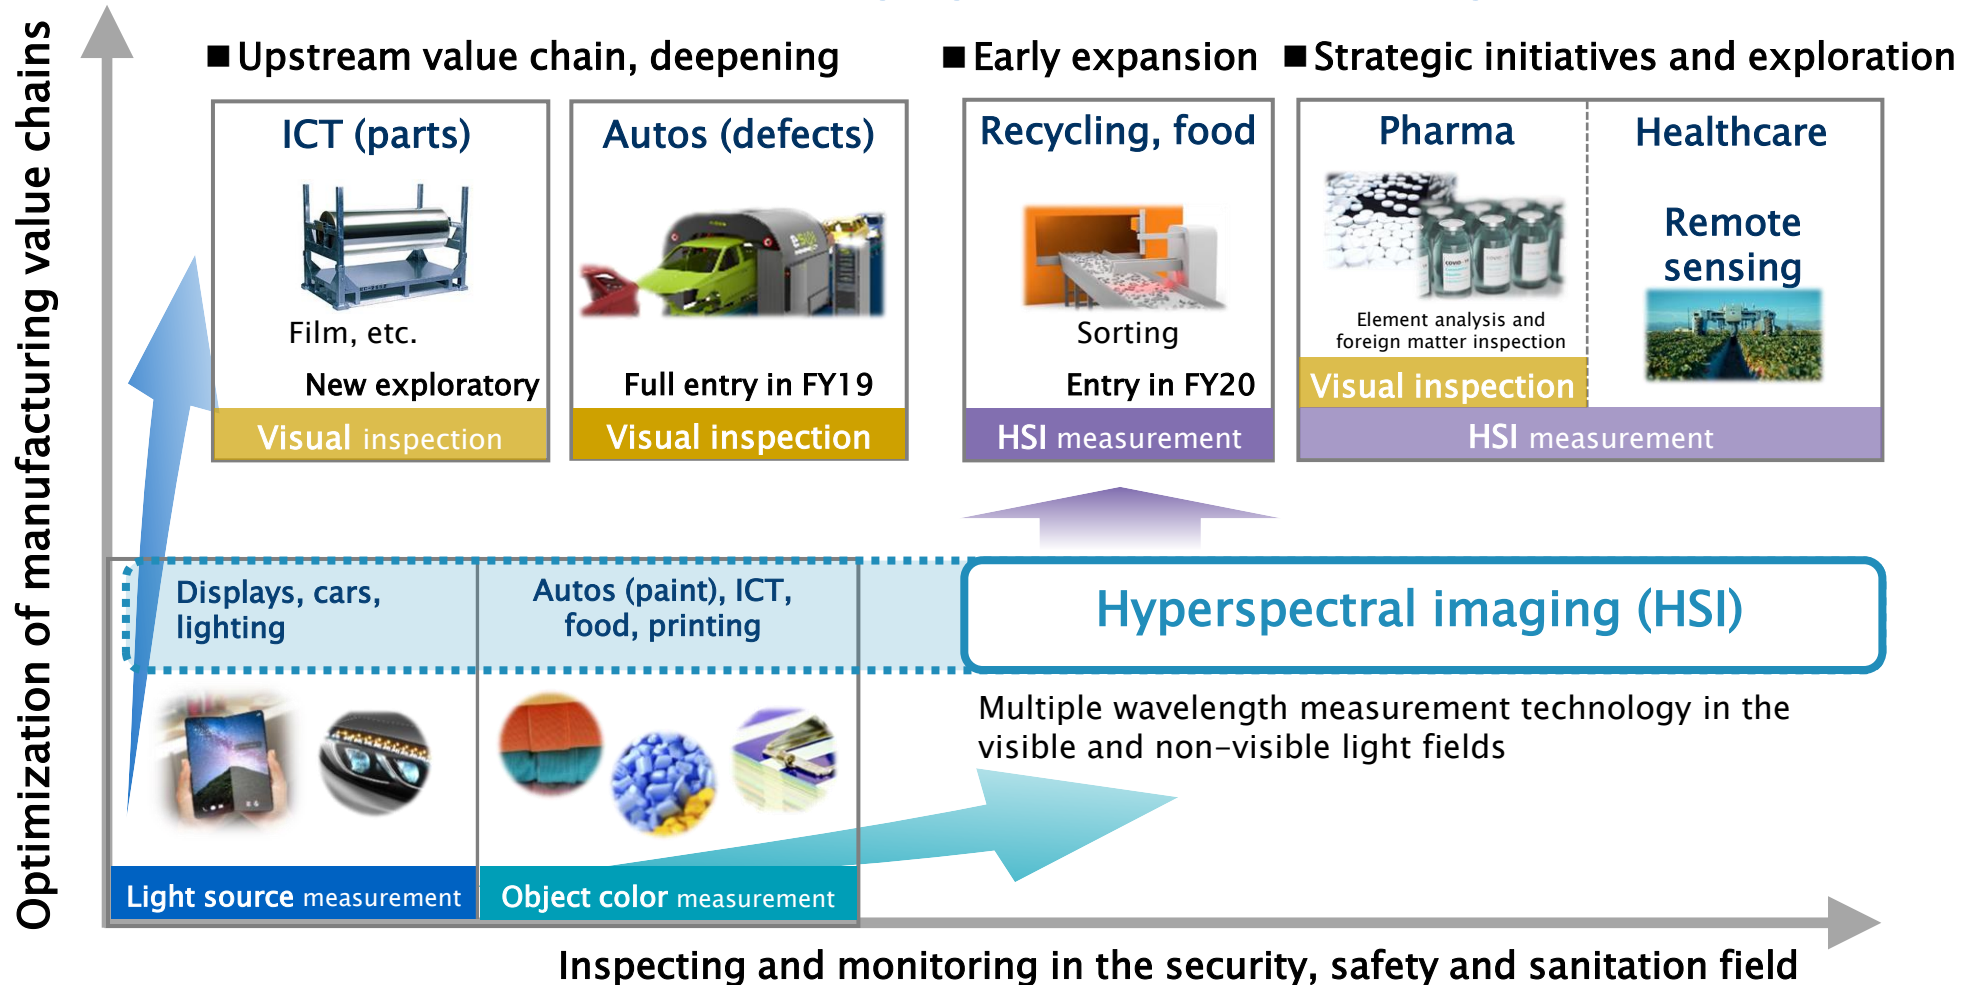 Optimization of manufacturing value chains
■ Upstream value chain, deepening
■ Early expansion
■ Strategic initiatives and exploration
ICT (parts)
Film, etc.
New exploratory
Visual inspection
Autos (defects)
Full entry in FY19
Visual inspection
Recycling, food
Sorting
Entry in FY20
HSI measurement
Pharma
Element analysis and
foreign matter inspection
Visual inspection
Healthcare
Remote
sensing
HSI measurement
Displays, cars,
lighting
Autos (paint), ICT,
food, printing
Hyperspectral imaging (HSI)
Multiple wavelength measurement technology in the
visible and non-visible light fields
Light source measurement
Object color measurement
Inspecting and monitoring in the security, safety and sanitation field